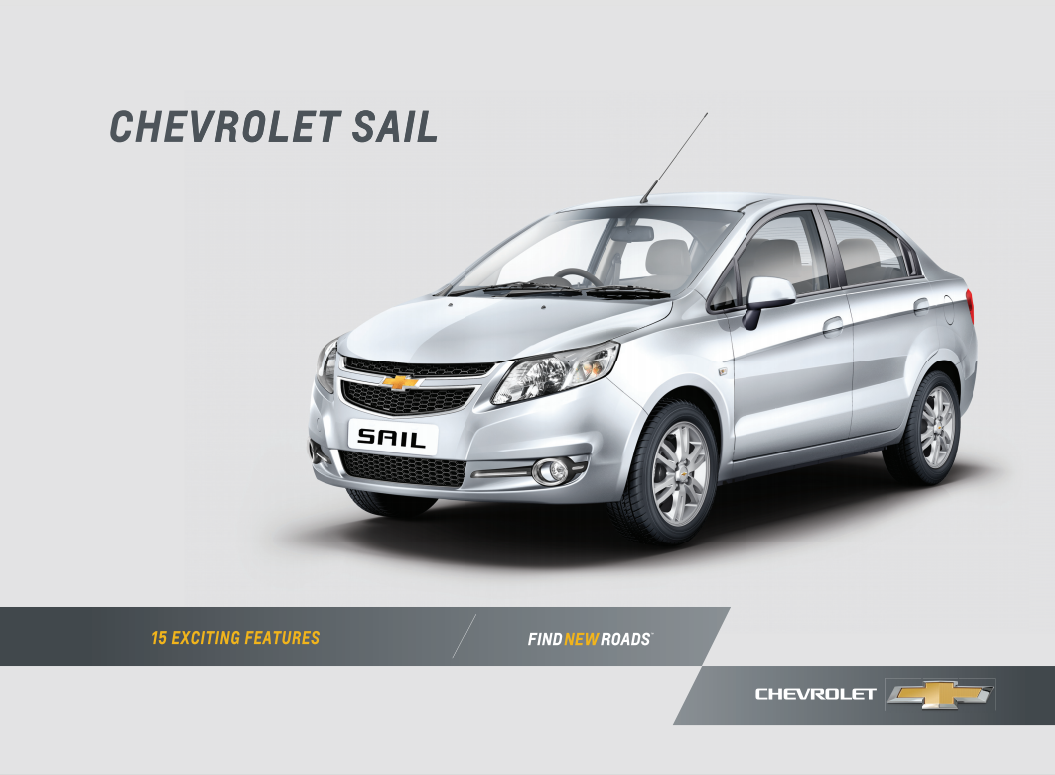 CHEVROLET SAIL
SAIL
15 EXCITING FEATURES
FIND NEW ROADS
CHEVROLET